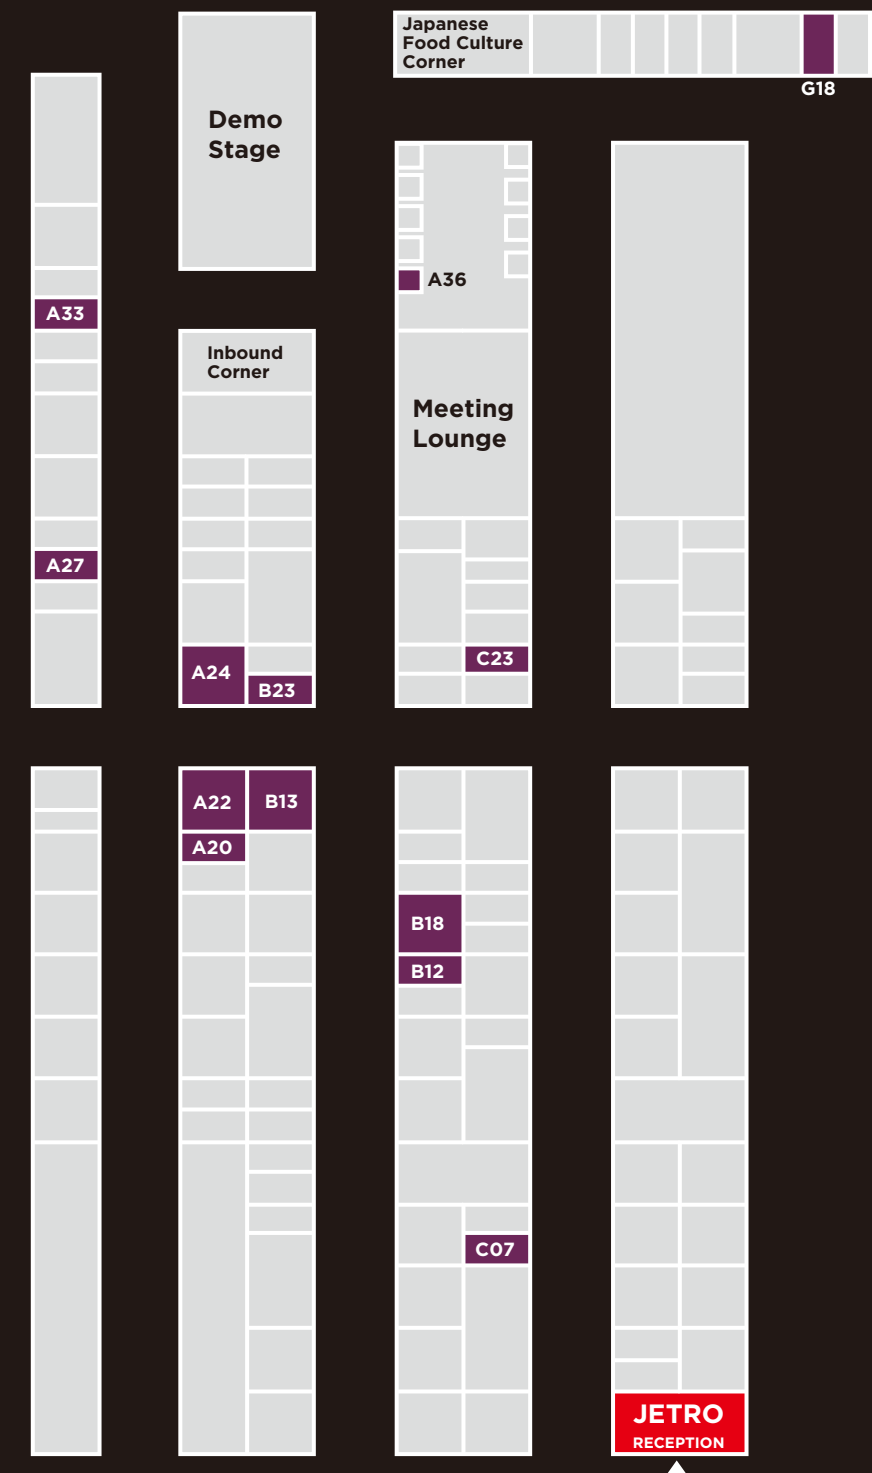 Japanese
Food Culture
Corner
G18
Demo
Stage
A36
A33
Inbound
Corner
Meeting
Lounge
A27
A24
B23
C23
A22
B13
A20
B18
B12
C07
JETRO
RECEPTION